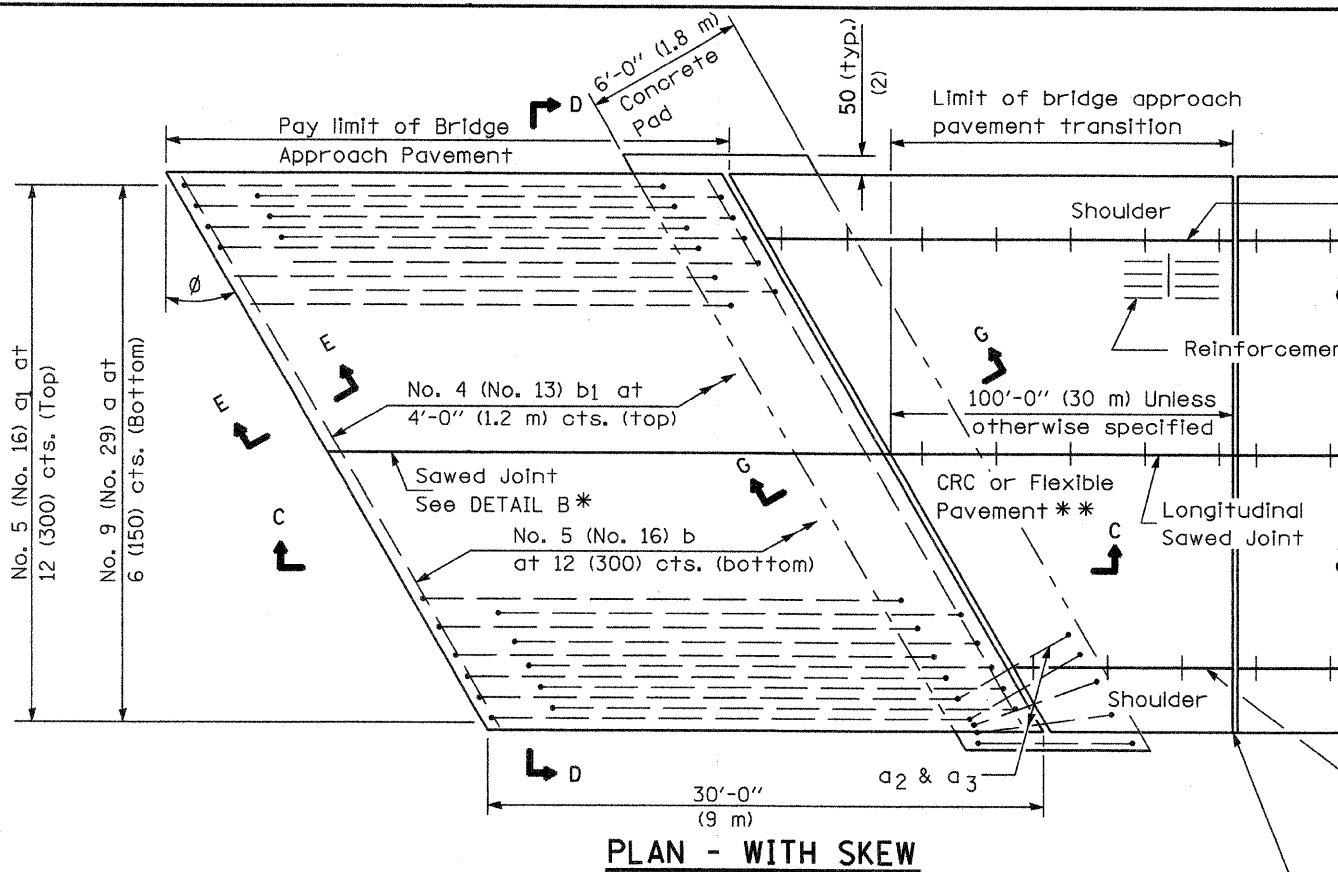 6'-0" (1.8 m)
Concrete
Pad
50 (typ.)
(2)
D
Pay limit of Bridge
Approach Pavement
Limit of bridge approach
pavement transition
Shoulder
Ø
No. 5 (No. 16) a1 at
12 (300) cts. (Top)
No. 9 (No. 29) a at
6 (150) cts. (Bottom)
E
E
G
Reinforcemen
No. 4 (No. 13) b1 at
4'-0" (1.2 m) cts. (top)
100'-0" (30 m) Unless
otherwise specified
Sawed Joint
See DETAIL B*
G
CRC or Flexible
Pavement **
Longitudinal
Sawed Joint
C
C
No. 5 (No. 16) b
at 12 (300) cts. (bottom)
Shoulder
D
a2 & a3
30'-0"
(9 m)
PLAN - WITH SKEW